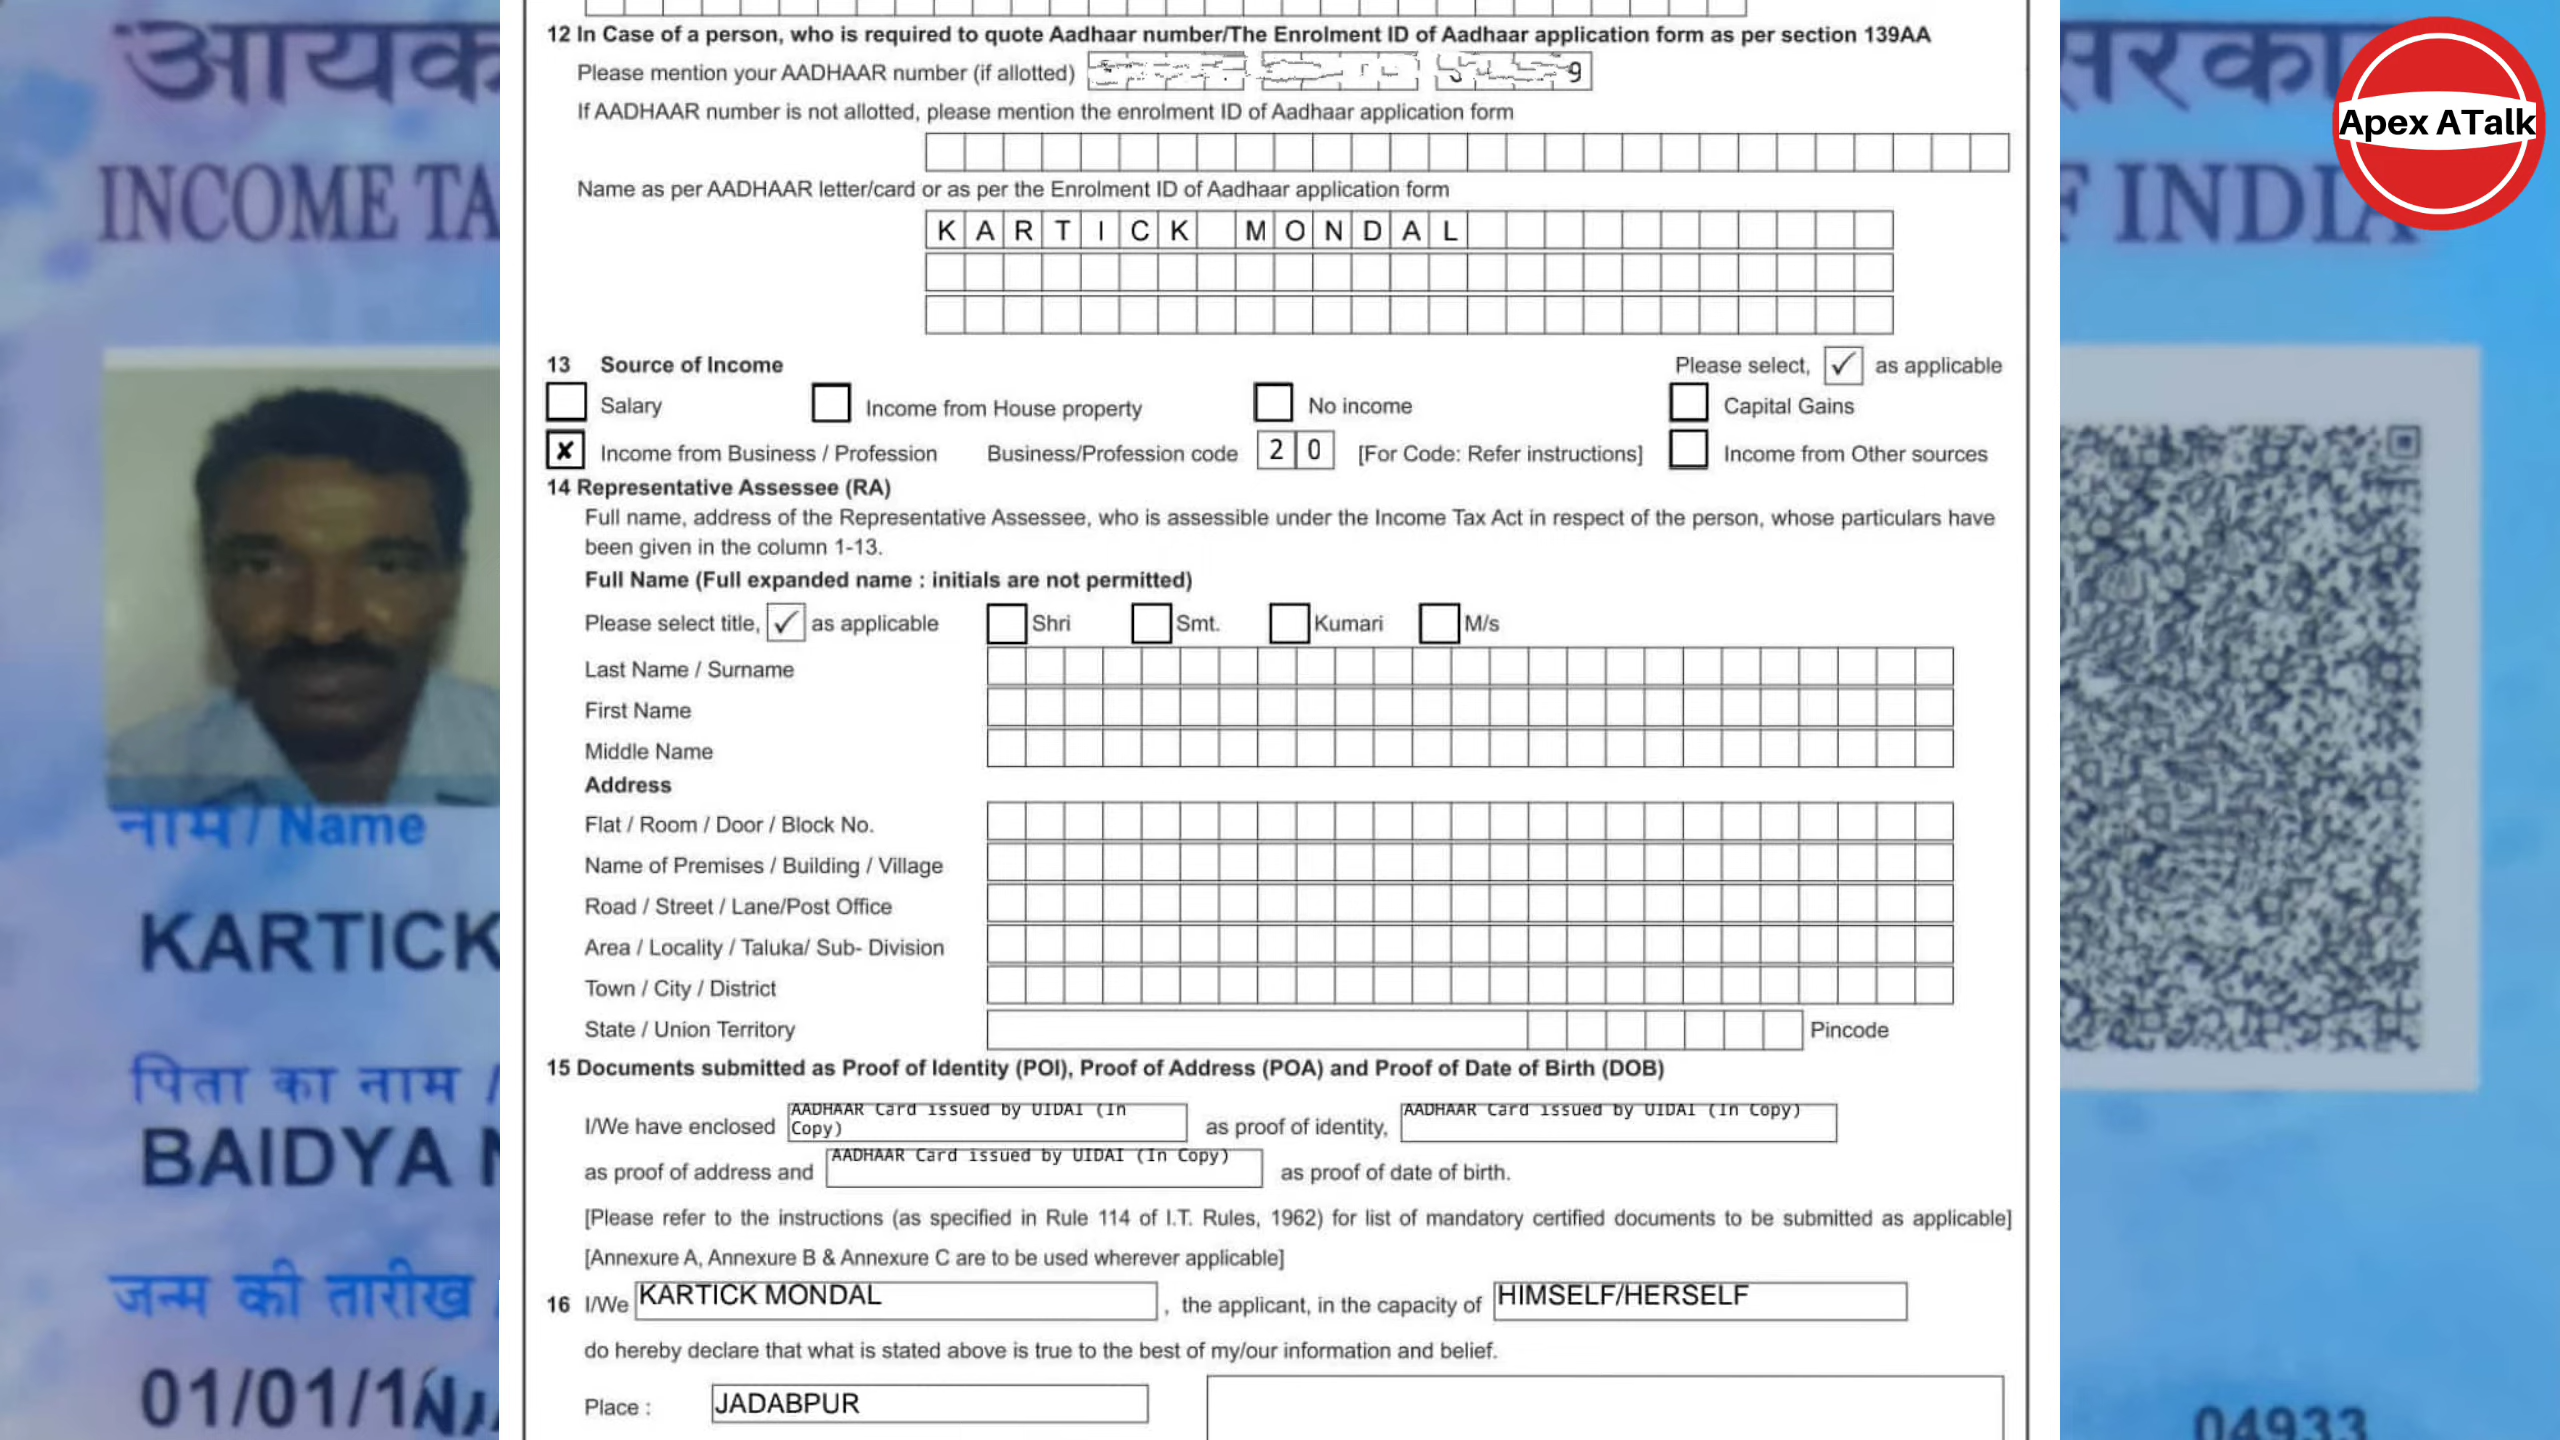 आयक
INCOME TA
सरका
F INDIA
Apex ATalk
12 In Case of a person, who is required to quote Aadhaar number/The Enrolment ID of Aadhaar application form as per section 139AA
Please mention your AADHAAR number (if allotted) 9
If AADHAAR number is not allotted, please mention the enrolment ID of Aadhaar application form
Name as per AADHAAR letter/card or as per the Enrolment ID of Aadhaar application form
KARTICK MONDAL
13 Source of Income Please select, ✓ as applicable
Salary Income from House property No income Capital Gains
✘ Income from Business / Profession Business/Profession code 20 [For Code: Refer instructions] Income from Other sources
14 Representative Assessee (RA)
Full name, address of the Representative Assessee, who is assessible under the Income Tax Act in respect of the person, whose particulars have
been given in the column 1-13.
Full Name (Full expanded name : initials are not permitted)
Please select title, ✓ as applicable Shri Smt. Kumari M/s
Last Name / Surname
First Name
Middle Name
Address
Flat / Room / Door / Block No.
Name of Premises / Building / Village
Road / Street / Lane/Post Office
Area / Locality / Taluka/ Sub- Division
Town / City / District
State / Union Territory Pincode
15 Documents submitted as Proof of Identity (POI), Proof of Address (POA) and Proof of Date of Birth (DOB)
I/We have enclosed AADHAAR Card issued by UIDAI (In Copy) as proof of identity, AADHAAR Card issued by UIDAI (In Copy)
as proof of address and AADHAAR Card issued by UIDAI (In Copy) as proof of date of birth.
[Please refer to the instructions (as specified in Rule 114 of I.T. Rules, 1962) for list of mandatory certified documents to be submitted as applicable]
[Annexure A, Annexure B & Annexure C are to be used wherever applicable]
16 I/We KARTICK MONDAL , the applicant, in the capacity of HIMSELF/HERSELF
do hereby declare that what is stated above is true to the best of my/our information and belief.
Place : JADABPUR
नाम / Name
KARTICK
पिता का नाम /
BAIDYA N
जन्म की तारीख
01/01/1
04933